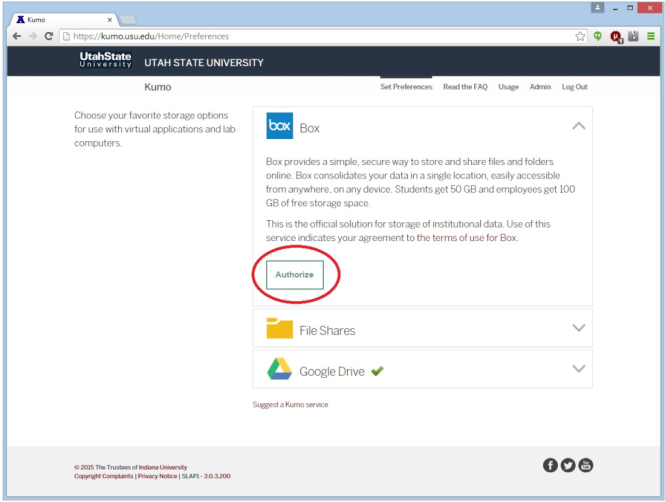 Kumo
https://kumo.usu.edu/Home/Preferences
UtahState
University
UTAH STATE UNIVERSITY
Kumo
Set Preferences Read the FAQ Usage Admin Log Out
Choose your favorite storage options
for use with virtual applications and lab
computers.
box Box
Box provides a simple, secure way to store and share files and folders
online. Box consolidates your data in a single location, easily accessible
from anywhere, on any device. Students get 50 GB and employees get 100
GB of free storage space.
This is the official solution for storage of institutional data. Use of this
service indicates your agreement to the terms of use for Box.
Authorize
File Shares
Google Drive
Suggest a Kumo service
© 2015 The Trustees of Indiana University
Copyright Complaints | Privacy Notice | SLAPI - 3.0.3.200